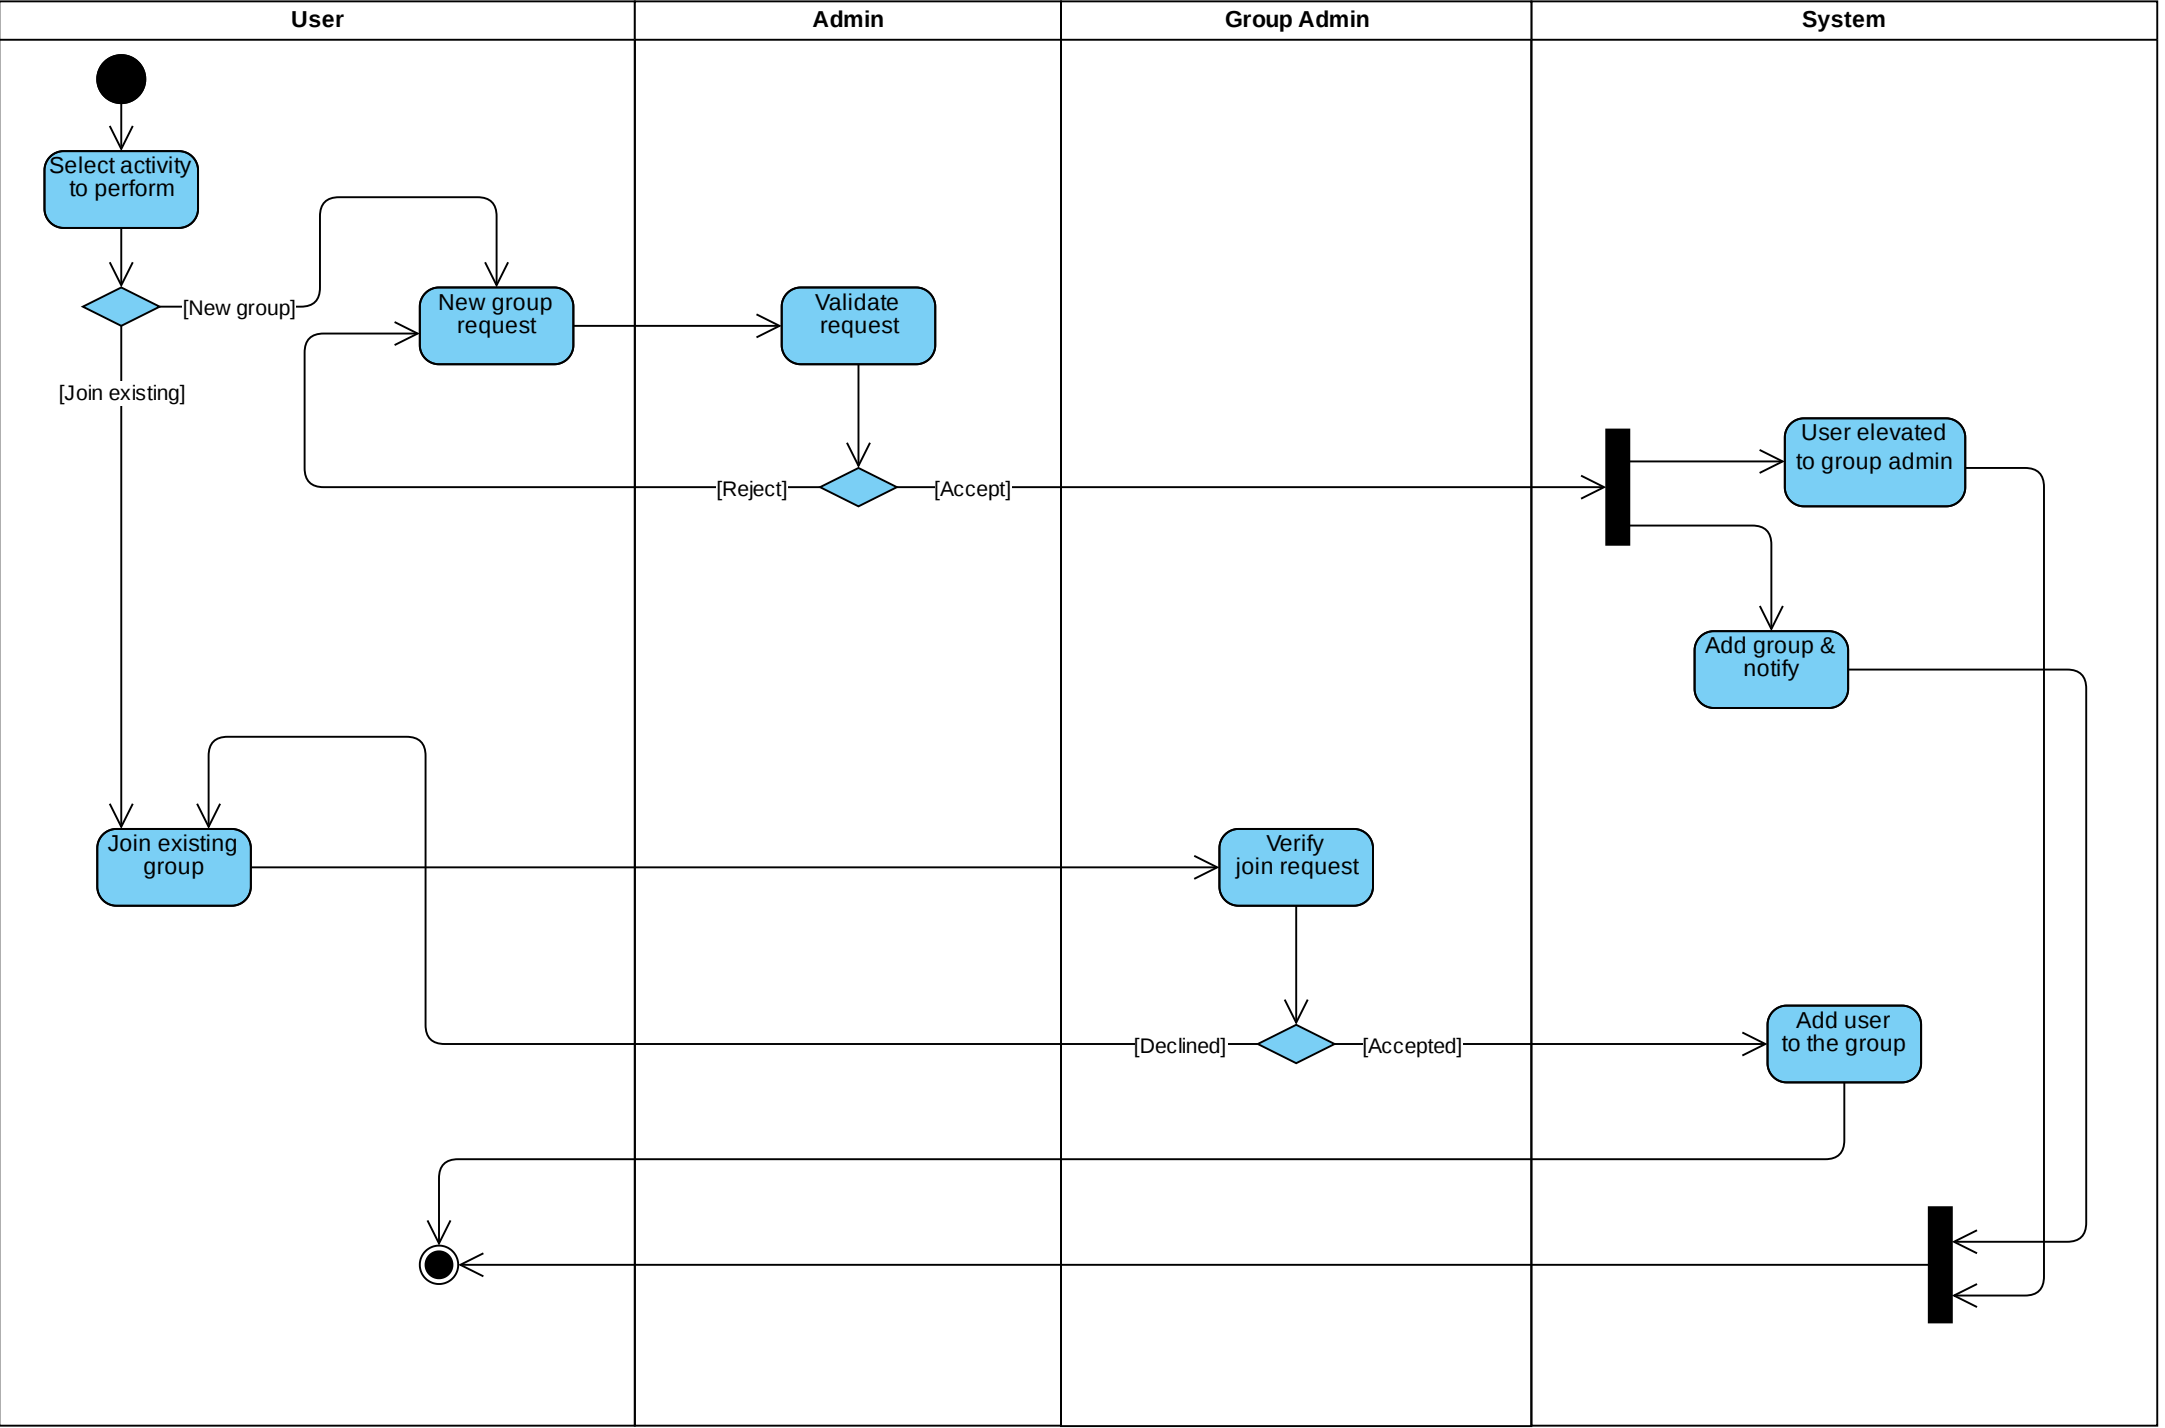 User
Admin
Group Admin
System
Select activity
to perform
[New group]
New group
request
Validate
request
[Join existing]
User elevated
to group admin
[Reject]
[Accept]
Add group &
notify
Join existing
group
Verify
join request
[Declined]
[Accepted]
Add user
to the group